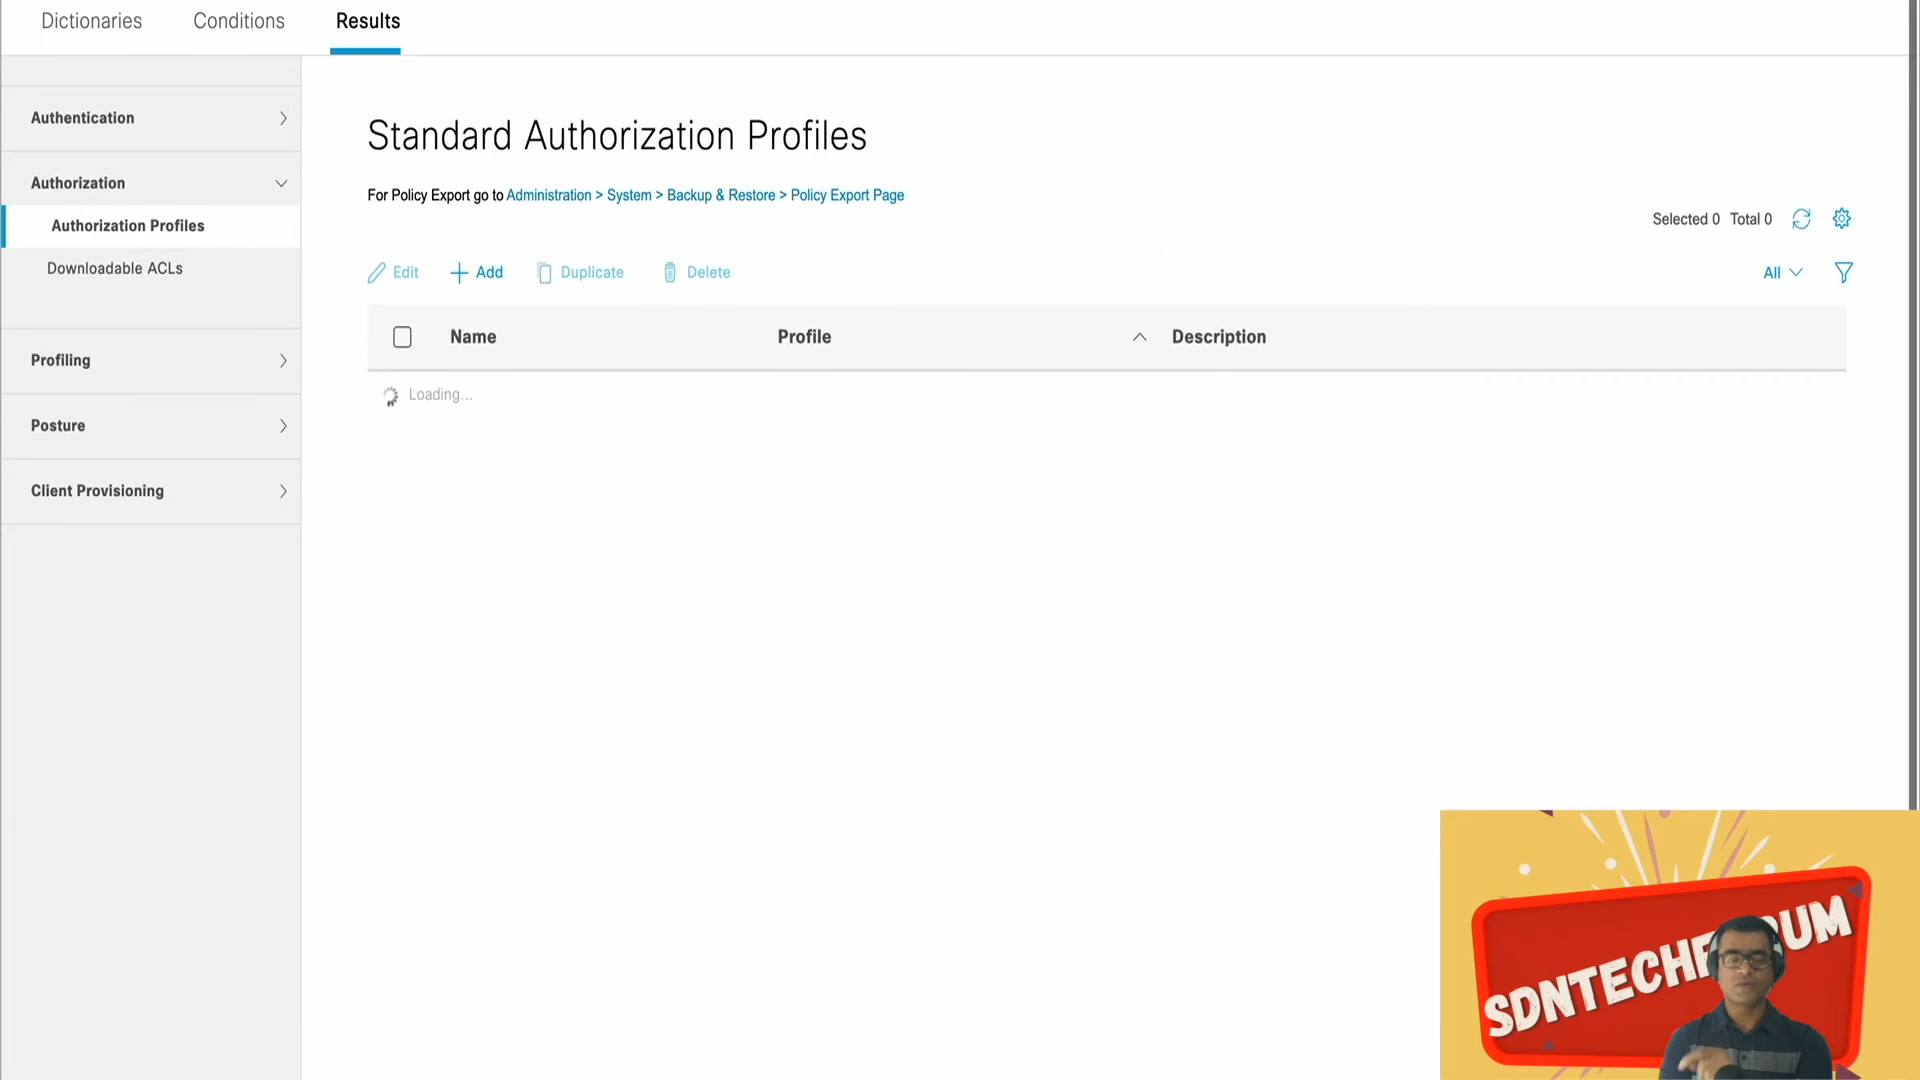 Dictionaries Conditions Results
Authentication
Authorization
Authorization Profiles
Downloadable ACLs
Profiling
Posture
Client Provisioning
Standard Authorization Profiles
For Policy Export go to Administration > System > Backup & Restore > Policy Export Page
Selected 0 Total 0
Edit Add Duplicate Delete
All
Name Profile Description
Loading...